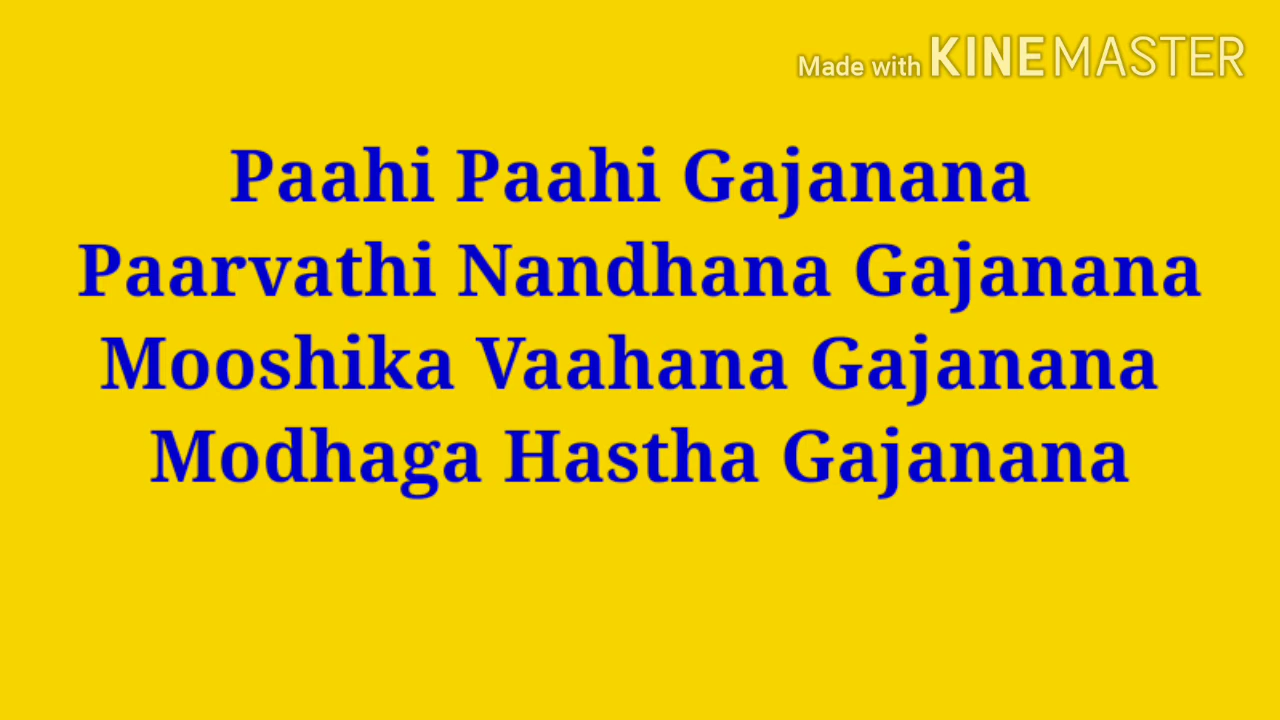 Made with KINEMASTER
Paahi Paahi Gajanana
Paarvathi Nandhana Gajanana
Mooshika Vaahana Gajanana
Modhaga Hastha Gajanana